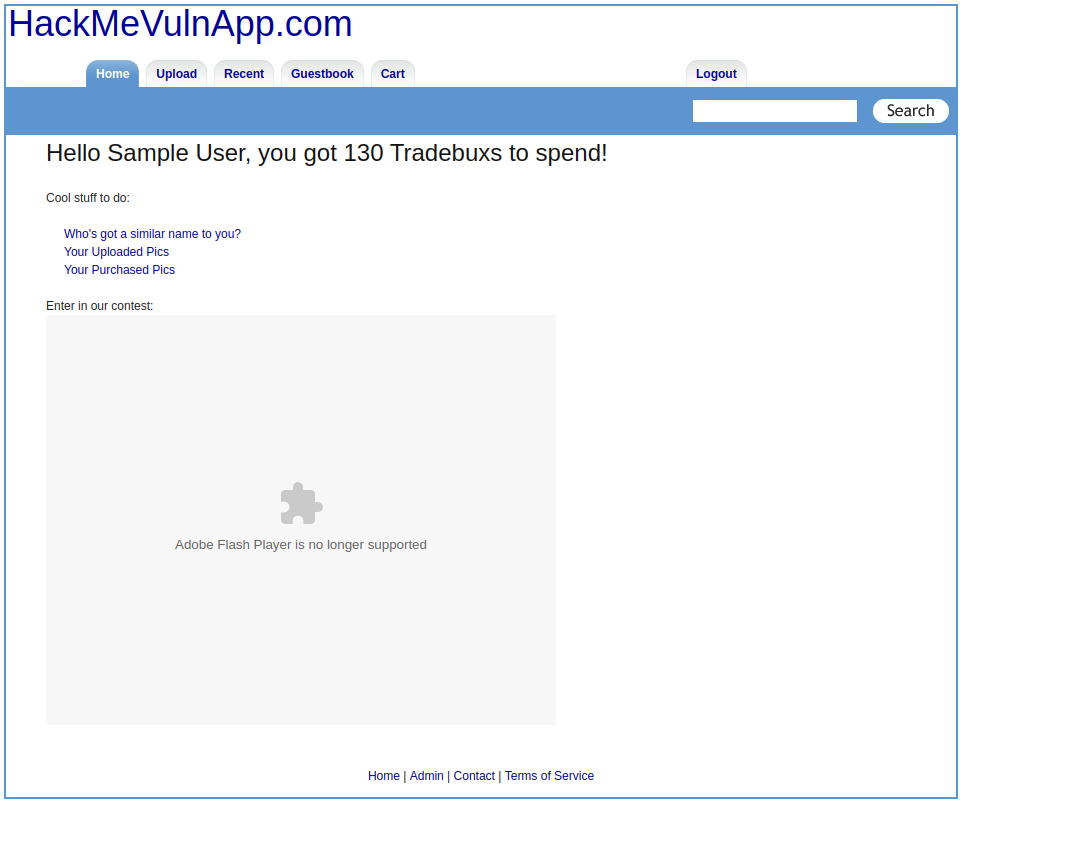 HackMeVulnApp.com
Home Upload Recent Guestbook Cart Logout
Search
Hello Sample User, you got 130 Tradebuxs to spend!
Cool stuff to do:
Who's got a similar name to you?
Your Uploaded Pics
Your Purchased Pics
Enter in our contest:
Adobe Flash Player is no longer supported
Home | Admin | Contact | Terms of Service